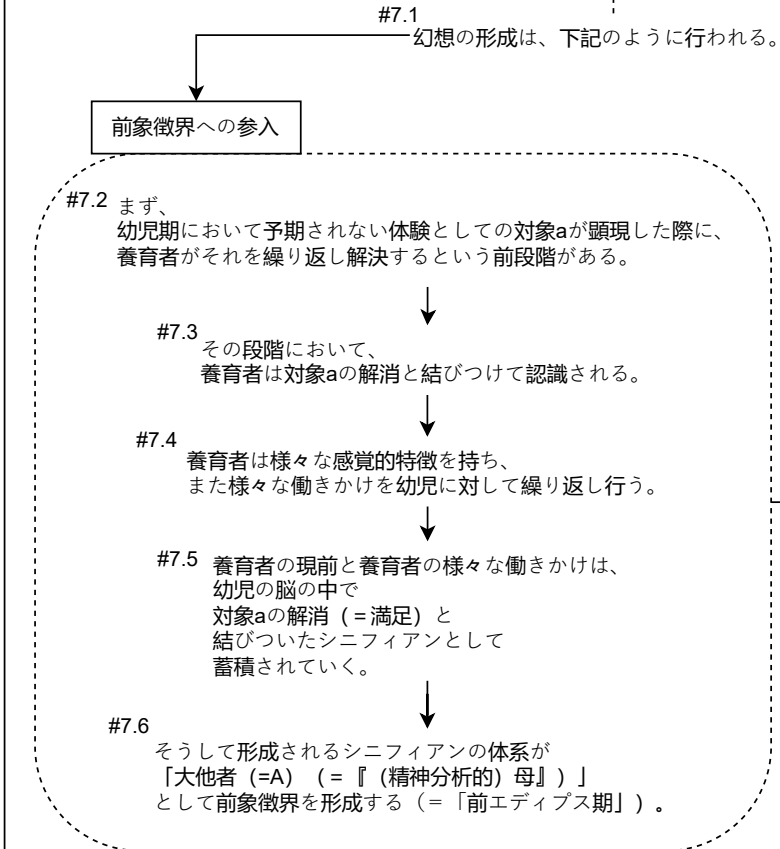 #7.1
幻想の形成は、下記のように行われる。
前象徴界への参入
#7.2 まず、
幼児期において予期されない体験としての対象aが顕現した際に、
養育者がそれを繰り返し解決するという前段階がある。
#7.3
その段階において、
養育者は対象aの解消と結びつけて認識される。
#7.4
養育者は様々な感覚的特徴を持ち、
また様々な働きかけを幼児に対して繰り返し行う。
#7.5 養育者の現前と養育者の様々な働きかけは、
幼児の脳の中で
対象aの解消（=満足）と
結びついたシニフィアンとして
蓄積されていく。
#7.6
そうして形成されるシニフィアンの体系が
「大他者（=A）（=『（精神分析的）母』）」
として前象徴界を形成する（=「前エディプス期」）。